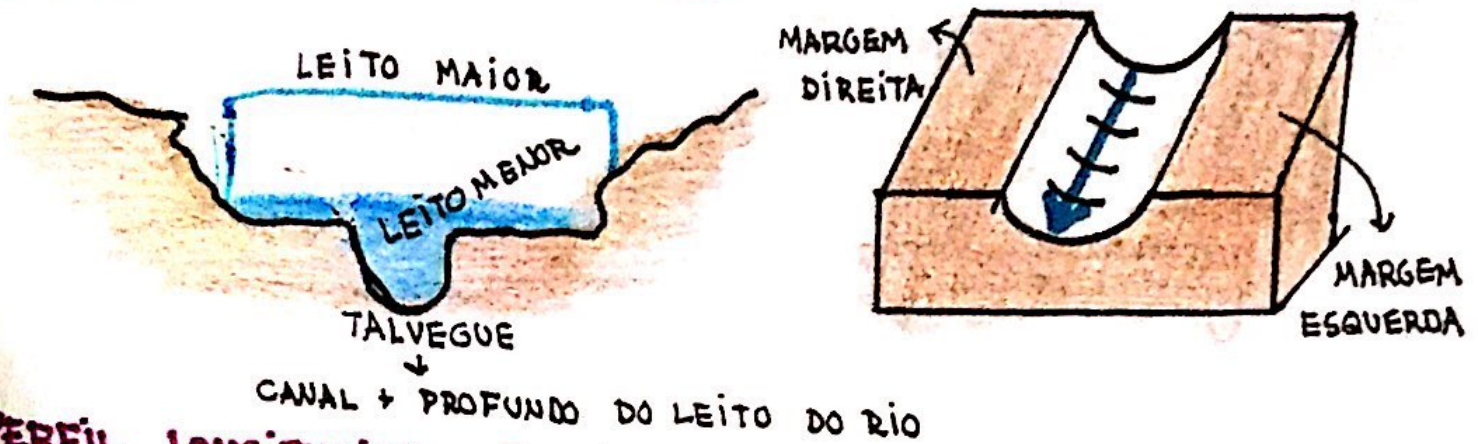 LEITO MAIOR
LEITO MENOR
TALVEGUE
CANAL + PROFUNDO DO LEITO DO RIO
MARGEM
DIREITA
MARGEM
ESQUERDA